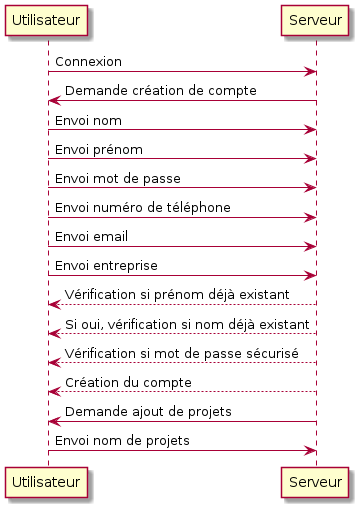 Utilisateur
Serveur
Connexion
Demande création de compte
Envoi nom
Envoi prénom
Envoi mot de passe
Envoi numéro de téléphone
Envoi email
Envoi entreprise
Vérification si prénom déjà existant
Si oui, vérification si nom déjà existant
Vérification si mot de passe sécurisé
Création du compte
Demande ajout de projets
Envoi nom de projets
Utilisateur
Serveur